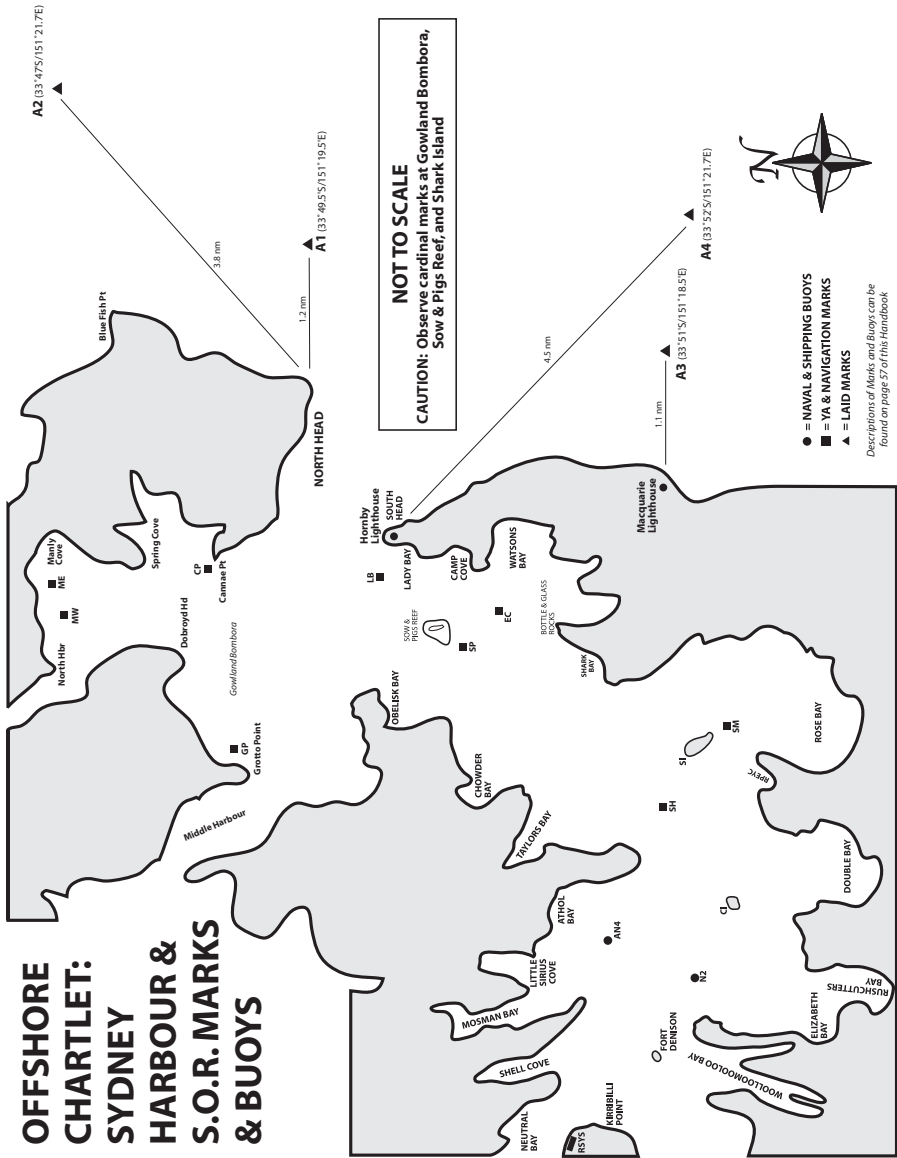 OFFSHORE
CHARTLET:
SYDNEY
HARBOUR &
S.O.R. MARKS
& BUOYS
A2 (33˚47'S/151˚21.7'E)
3.8 nm
A1 (33˚49.5'S/151˚19.5'E)
1.2 nm
Blue Fish Pt
NORTH HEAD
Manly
Cove
ME
MW
North Hbr
Spring Cove
CP
Cannae Pt
Dobroyd Hd
Gowlland Bombora
GP
Grotto Point
Middle Harbour
NOT TO SCALE
CAUTION: Observe cardinal marks at Gowland Bombora,
Sow & Pigs Reef, and Shark Island
Hornby
Lighthouse
SOUTH
HEAD
LB
LADY BAY
CAMP
COVE
WATSONS
BAY
SOW &
PIGS REEF
SP
EC
BOTTLE & GLASS
ROCKS
SHARK
BAY
OBELISK BAY
CHOWDER
BAY
TAYLORS BAY
ATHOL
BAY
LITTLE
SIRIUS
COVE
MOSMAN BAY
SHELL COVE
NEUTRAL
BAY
RSYS
KIRRIBILLI
POINT
AN4
N2
FORT
DENISON
CI
SH
SI
SM
RPEYC
ROSE BAY
DOUBLE BAY
RUSHCUTTERS
BAY
ELIZABETH
BAY
WOOLLOOMOOLOO BAY
4.5 nm
A4 (33˚52'S/151˚21.7'E)
1.1 nm
A3 (33˚51'S/151˚18.5'E)
Macquarie
Lighthouse
N
= NAVAL & SHIPPING BUOYS
= YA & NAVIGATION MARKS
= LAID MARKS
Descriptions of Marks and Buoys can be
found on page 57 of this Handbook